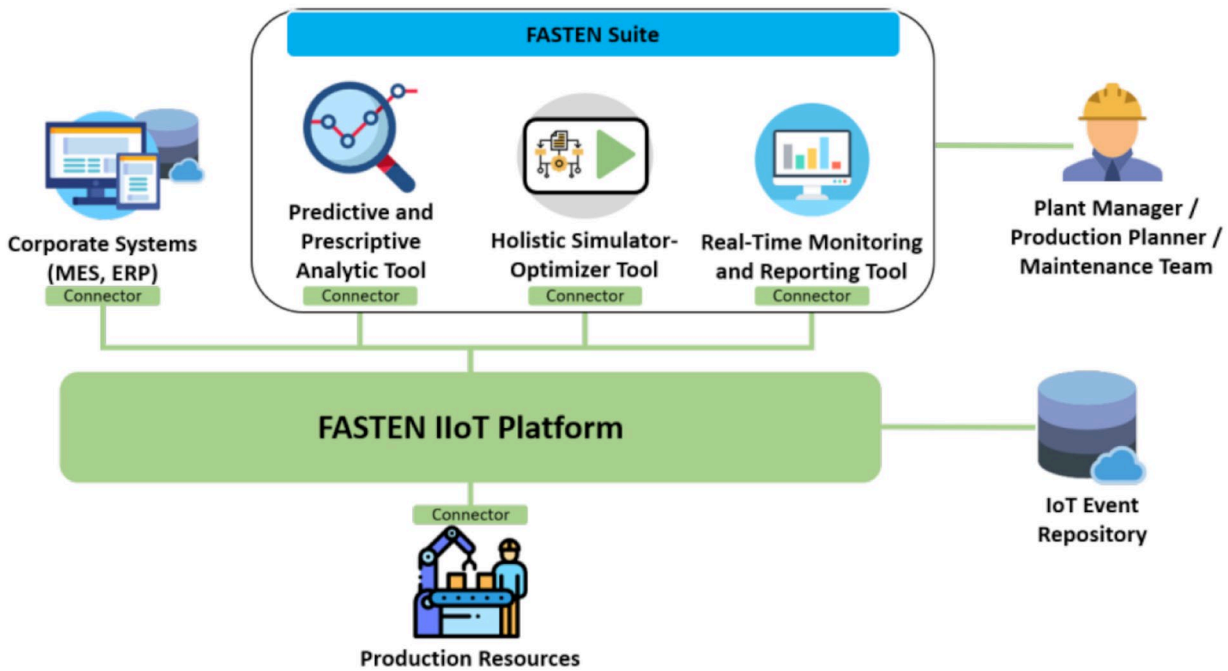 FASTEN Suite
Corporate Systems
(MES, ERP)
Connector
Predictive and
Prescriptive
Analytic Tool
Connector
Holistic Simulator-
Optimizer Tool
Connector
Real-Time Monitoring
and Reporting Tool
Connector
Plant Manager /
Production Planner /
Maintenance Team
FASTEN IIoT Platform
IoT Event
Repository
Connector
Production Resources